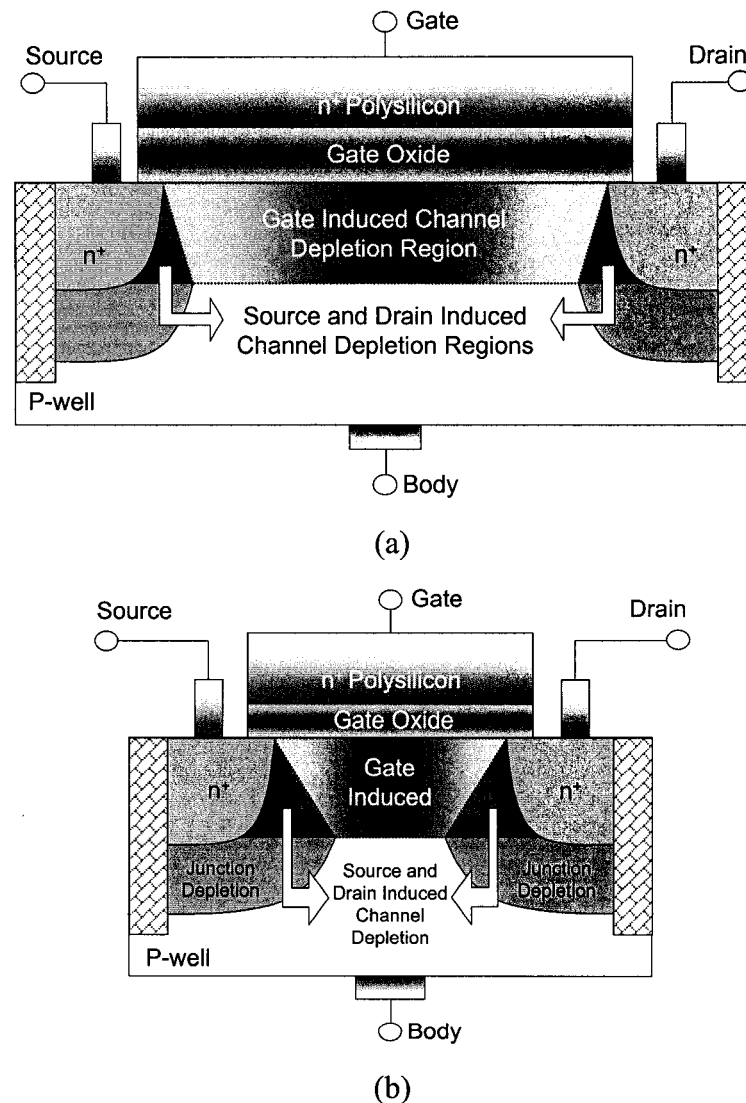 Gate
Source
Drain
n+ Polysilicon
Gate Oxide
Gate Induced Channel
Depletion Region
n+
n+
Source and Drain Induced
Channel Depletion Regions
P-well
Body
(a)
Gate
Source
Drain
n+ Polysilicon
Gate Oxide
Gate
Induced
n+
n+
Junction
Depletion
Source and
Drain Induced
Channel
Depletion
Junction
Depletion
P-well
Body
(b)